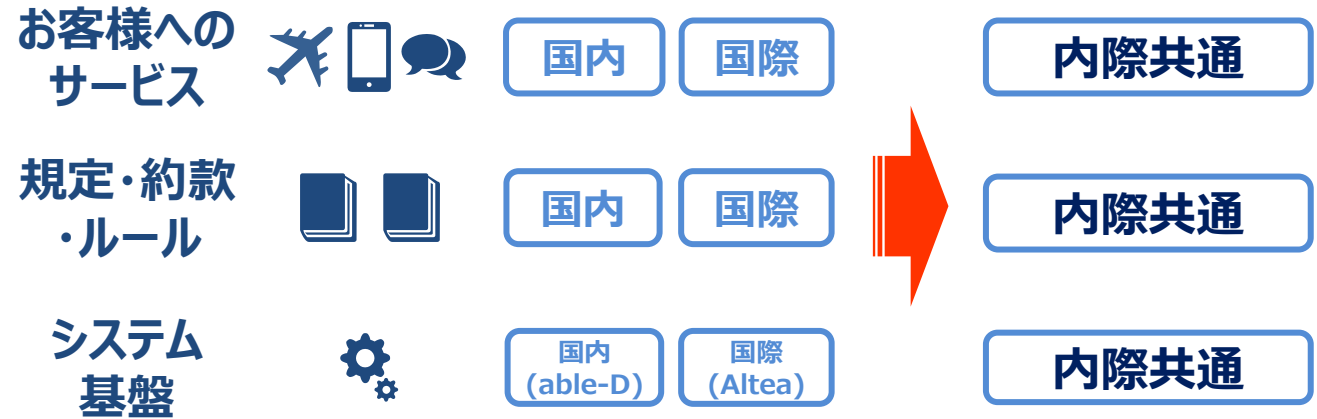 お客様への
サービス
国内
国際
内際共通
規定･約款
･ルール
国内
国際
内際共通
システム
基盤
国内
(able-D)
国際
(Altea)
内際共通